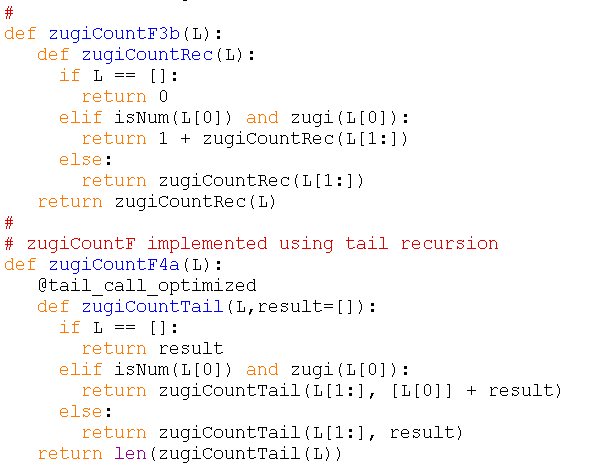 #
def zugiCountF3b(L):
   def zugiCountRec(L):
     if L == []:
       return 0
     elif isNum(L[0]) and zugi(L[0]):
       return 1 + zugiCountRec(L[1:])
     else:
       return zugiCountRec(L[1:])
   return zugiCountRec(L)
#
# zugiCountF implemented using tail recursion
def zugiCountF4a(L):
   @tail_call_optimized
   def zugiCountTail(L,result=[]):
     if L == []:
       return result
     elif isNum(L[0]) and zugi(L[0]):
       return zugiCountTail(L[1:], [L[0]] + result)
     else:
       return zugiCountTail(L[1:], result)
   return len(zugiCountTail(L))